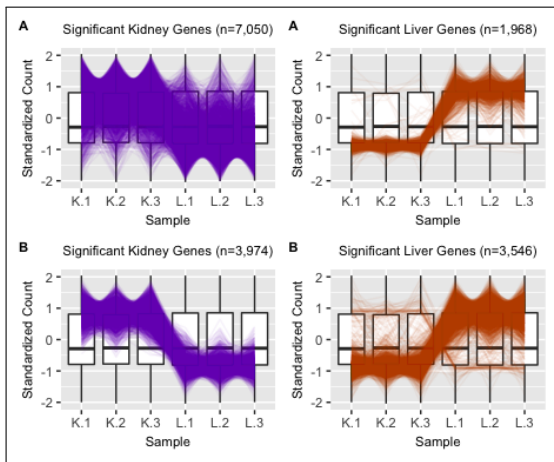 A Significant Kidney Genes (n=7,050)
Standardized Count
2
1
0
-1
-2
K.1 K.2 K.3 L.1 L.2 L.3
Sample
A Significant Liver Genes (n=1,968)
Standardized Count
2
1
0
-1
-2
K.1 K.2 K.3 L.1 L.2 L.3
Sample
B Significant Kidney Genes (n=3,974)
Standardized Count
2
1
0
-1
-2
K.1 K.2 K.3 L.1 L.2 L.3
Sample
B Significant Liver Genes (n=3,546)
Standardized Count
2
1
0
-1
-2
K.1 K.2 K.3 L.1 L.2 L.3
Sample